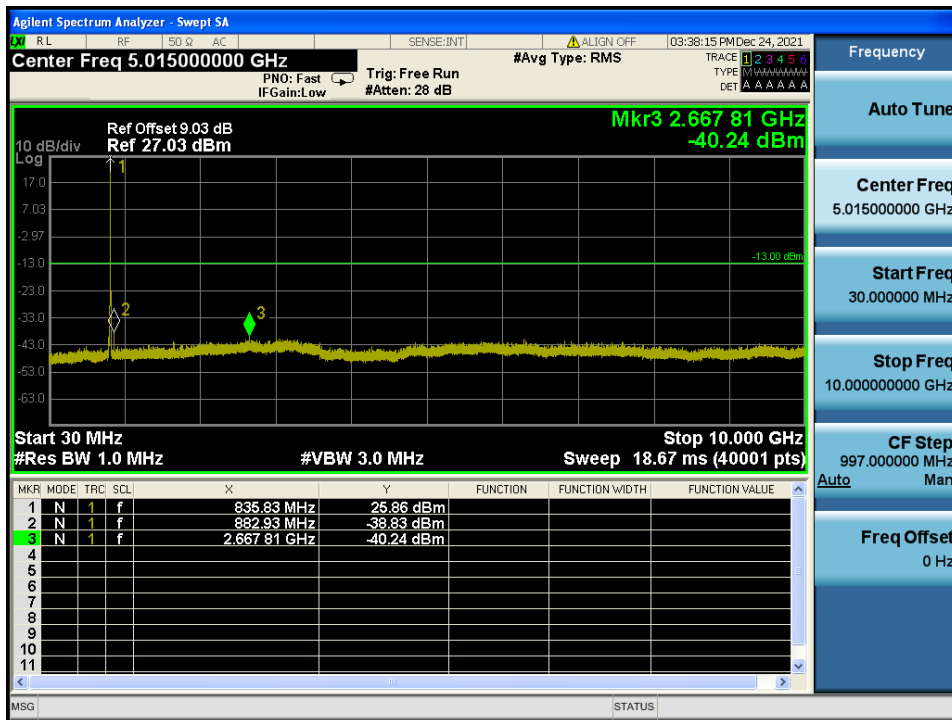 Agilent Spectrum Analyzer - Swept SA
LXI RL RF 50 Ω AC SENSE:INT ALIGN OFF 03:38:15 PM Dec 24, 2021
Center Freq 5.015000000 GHz #Avg Type: RMS TRACE 1 2 3 4 5 6
PNO: Fast Trig: Free Run TYPE M W W W W W
IFGain:Low #Atten: 28 dB DET A A A A A A
Frequency
Auto Tune
Center Freq
5.015000000 GHz
Start Freq
30.000000 MHz
Stop Freq
10.000000000 GHz
CF Step
997.000000 MHz
Auto Man
Freq Offset
0 Hz
Mkr3 2.667 81 GHz
-40.24 dBm
Ref Offset 9.03 dB
10 dB/div Ref 27.03 dBm
Log
1
17.0
7.03
-2.97
-13.0
-13.00 dBm
-23.0
-33.0
2
3
-43.0
-53.0
-63.0
Start 30 MHz Stop 10.000 GHz
#Res BW 1.0 MHz #VBW 3.0 MHz Sweep 18.67 ms (40001 pts)
MKR MODE TRC SCL X Y FUNCTION FUNCTION WIDTH FUNCTION VALUE
1 N 1 f 835.83 MHz 25.86 dBm
2 N 1 f 882.93 MHz -38.83 dBm
3 N 1 f 2.667 81 GHz -40.24 dBm
4
5
6
7
8
9
10
11
MSG STATUS